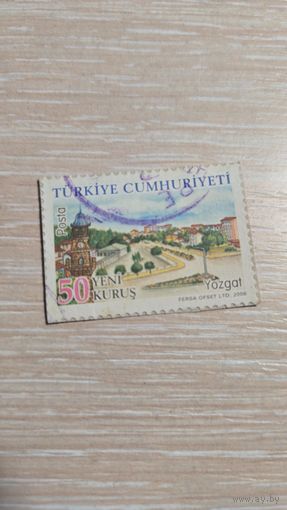 TÜRKİYE CUMHURİYETİ
Posta
50 YENİ
KURUŞ
Yozgat
FERSA OFSET LTD. 2006
www.ay.by